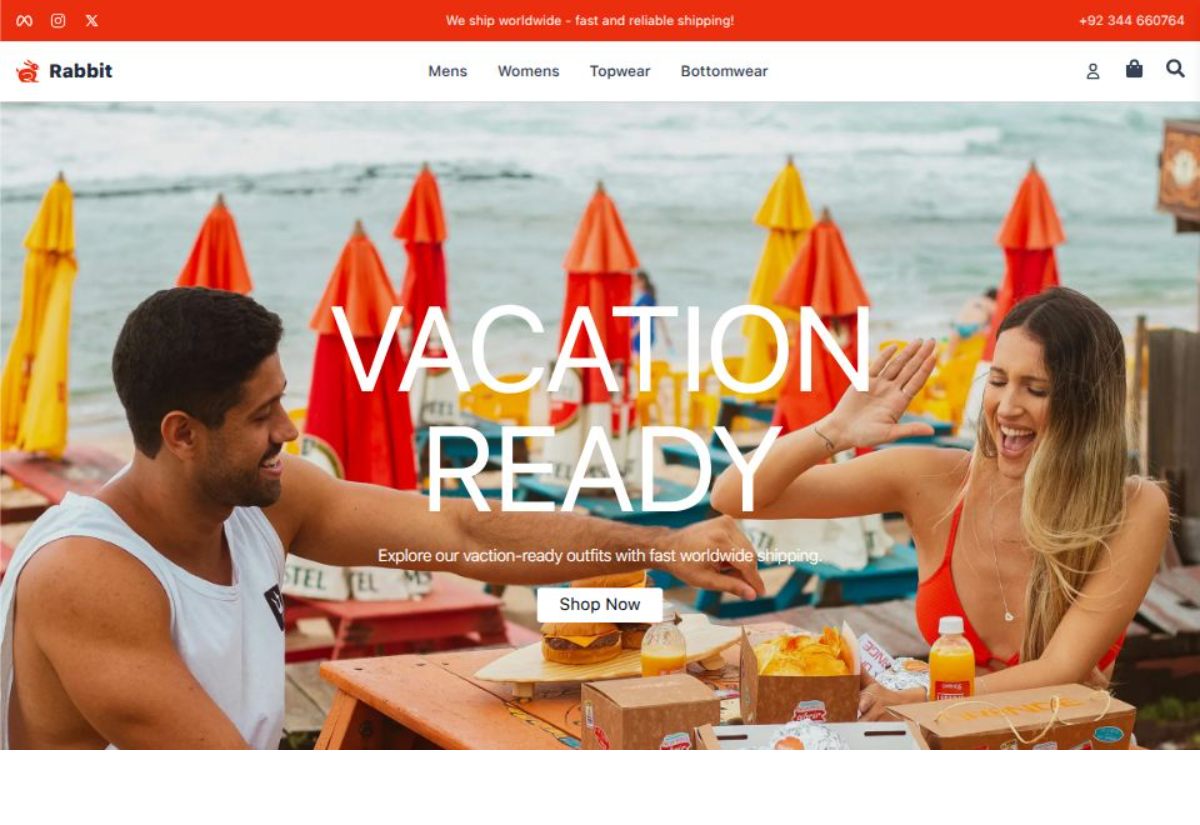 We ship worldwide - fast and reliable shipping!
+92 344 660764
Rabbit
Mens
Womens
Topwear
Bottomwear
VACATION
READY
Explore our vaction-ready outfits with fast worldwide shipping.
Shop Now